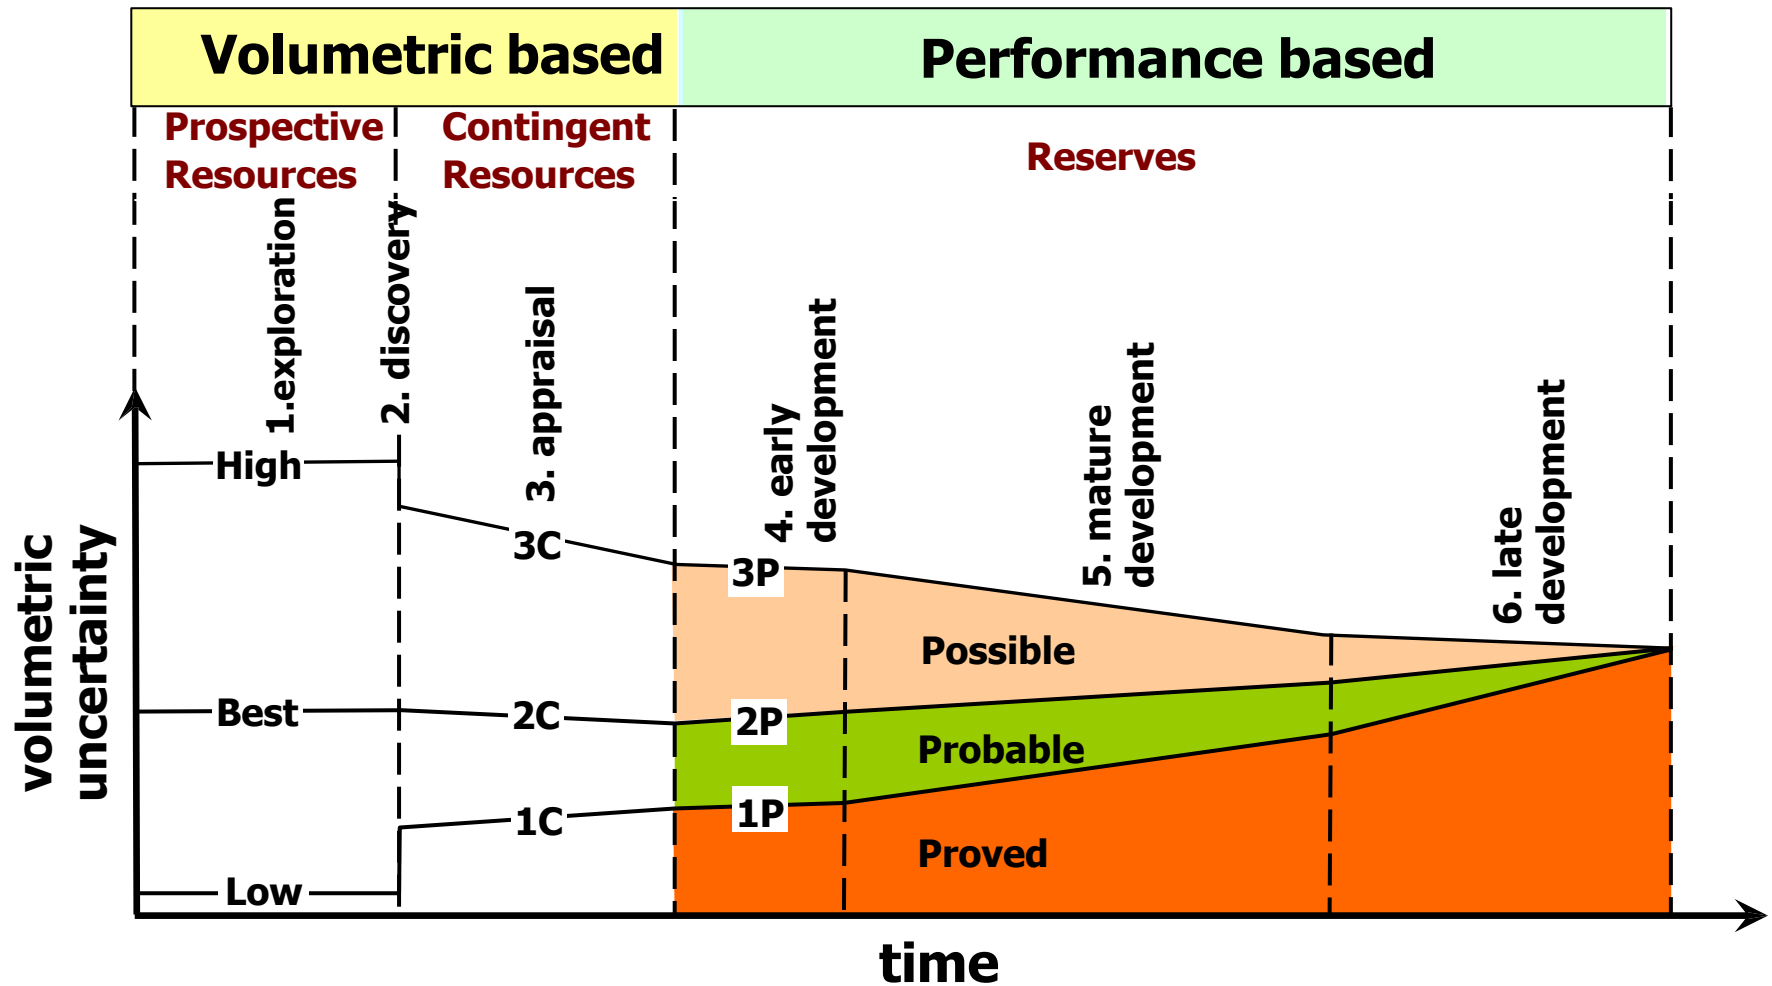 Volumetric based
Performance based
Prospective
Resources
Contingent
Resources
Reserves
1.exploration
2. discovery
3. appraisal
4. early
development
5. mature
development
6. late
development
High
Best
Low
3C
2C
1C
3P
2P
1P
Possible
Probable
Proved
volumetric
uncertainty
time